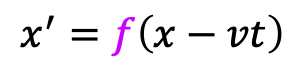 x′ = f(x − vt)